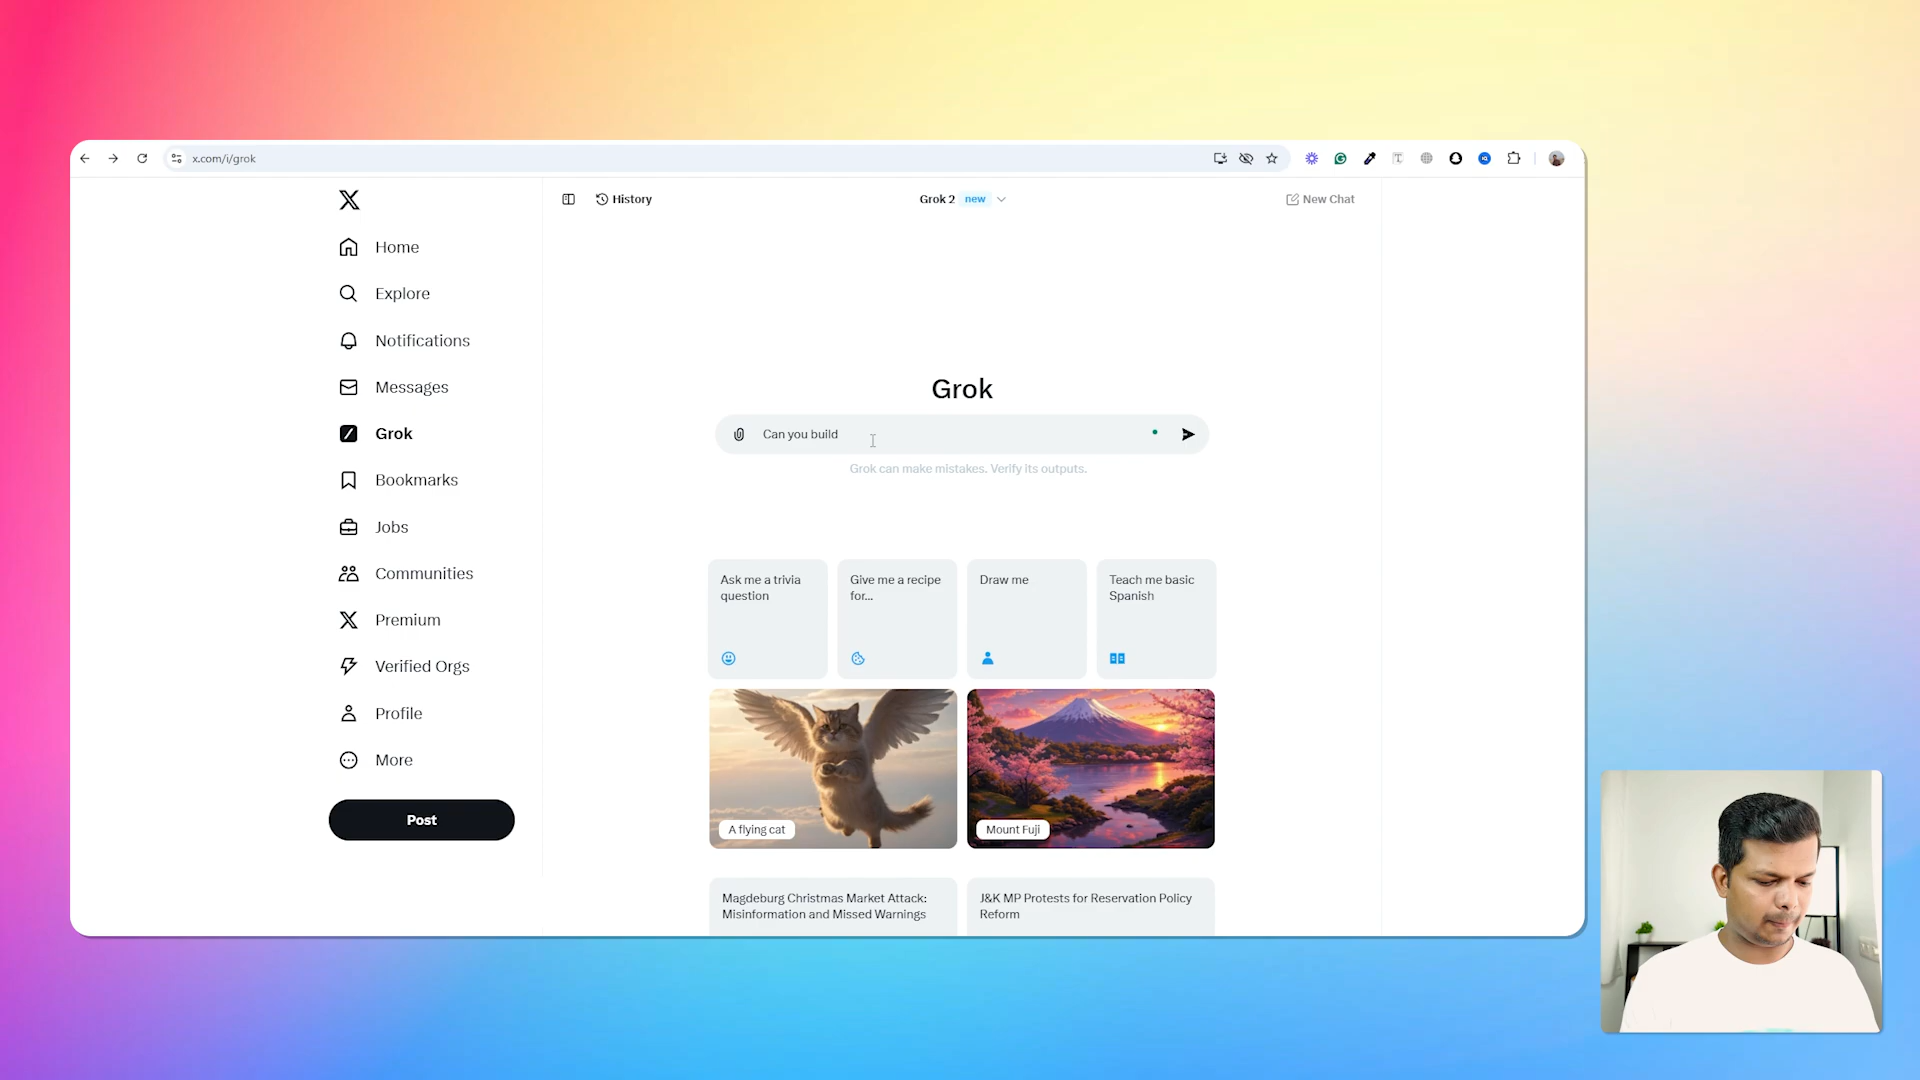 x.com/i/grok
History
Grok 2 new
New Chat
Home
Explore
Notifications
Messages
Grok
Bookmarks
Jobs
Communities
Premium
Verified Orgs
Profile
More
Post
Grok
Can you build
Grok can make mistakes. Verify its outputs.
Ask me a trivia
question
Give me a recipe
for...
Draw me
Teach me basic
Spanish
A flying cat
Mount Fuji
Magdeburg Christmas Market Attack:
Misinformation and Missed Warnings
J&K MP Protests for Reservation Policy
Reform